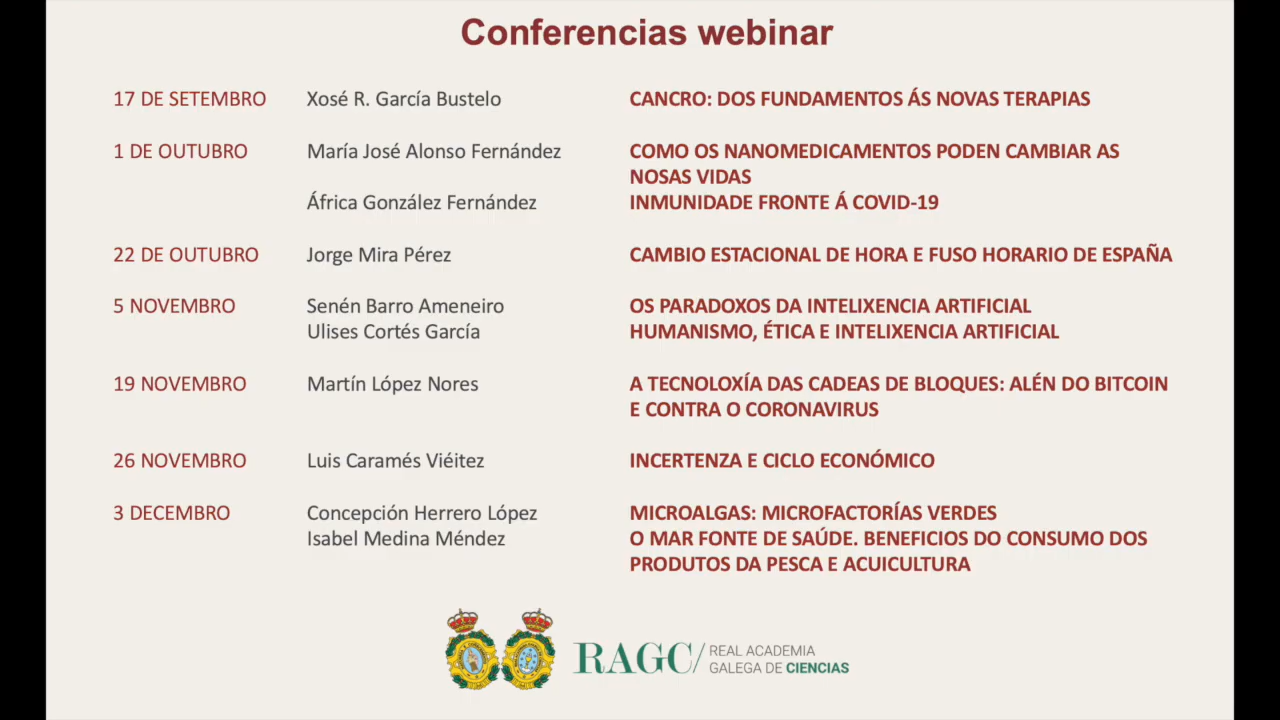 Conferencias webinar
17 DE SETEMBRO Xosé R. García Bustelo CANCRO: DOS FUNDAMENTOS ÁS NOVAS TERAPIAS
1 DE OUTUBRO María José Alonso Fernández COMO OS NANOMEDICAMENTOS PODEN CAMBIAR AS
NOSAS VIDAS
África González Fernández INMUNIDADE FRONTE Á COVID-19
22 DE OUTUBRO Jorge Mira Pérez CAMBIO ESTACIONAL DE HORA E FUSO HORARIO DE ESPAÑA
5 NOVEMBRO Senén Barro Ameneiro OS PARADOXOS DA INTELIXENCIA ARTIFICIAL
Ulises Cortés García HUMANISMO, ÉTICA E INTELIXENCIA ARTIFICIAL
19 NOVEMBRO Martín López Nores A TECNOLOXÍA DAS CADEAS DE BLOQUES: ALÉN DO BITCOIN
E CONTRA O CORONAVIRUS
26 NOVEMBRO Luis Caramés Viéitez INCERTENZA E CICLO ECONÓMICO
3 DECEMBRO Concepción Herrero López MICROALGAS: MICROFACTORÍAS VERDES
Isabel Medina Méndez O MAR FONTE DE SAÚDE. BENEFICIOS DO CONSUMO DOS
PRODUTOS DA PESCA E ACUICULTURA
RAGC/ REAL ACADEMIA
GALEGA DE CIENCIAS